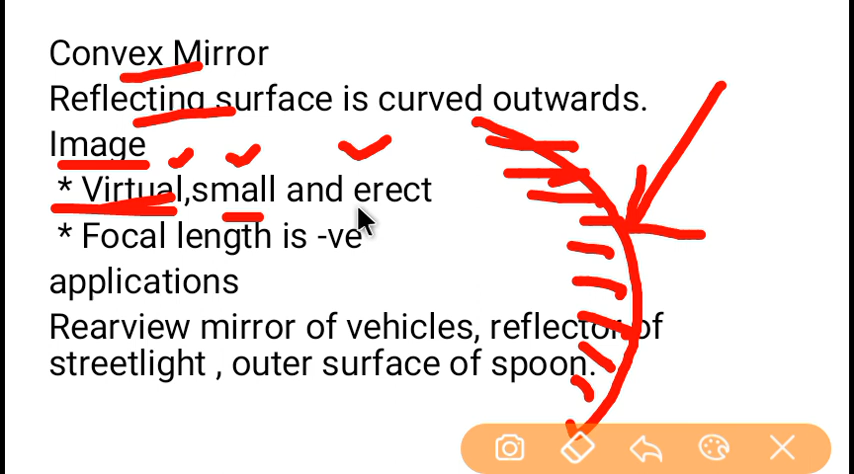 Convex Mirror
Reflecting surface is curved outwards.
Image
* Virtual,small and erect
* Focal length is -ve
applications
Rearview mirror of vehicles, reflector of
streetlight , outer surface of spoon.